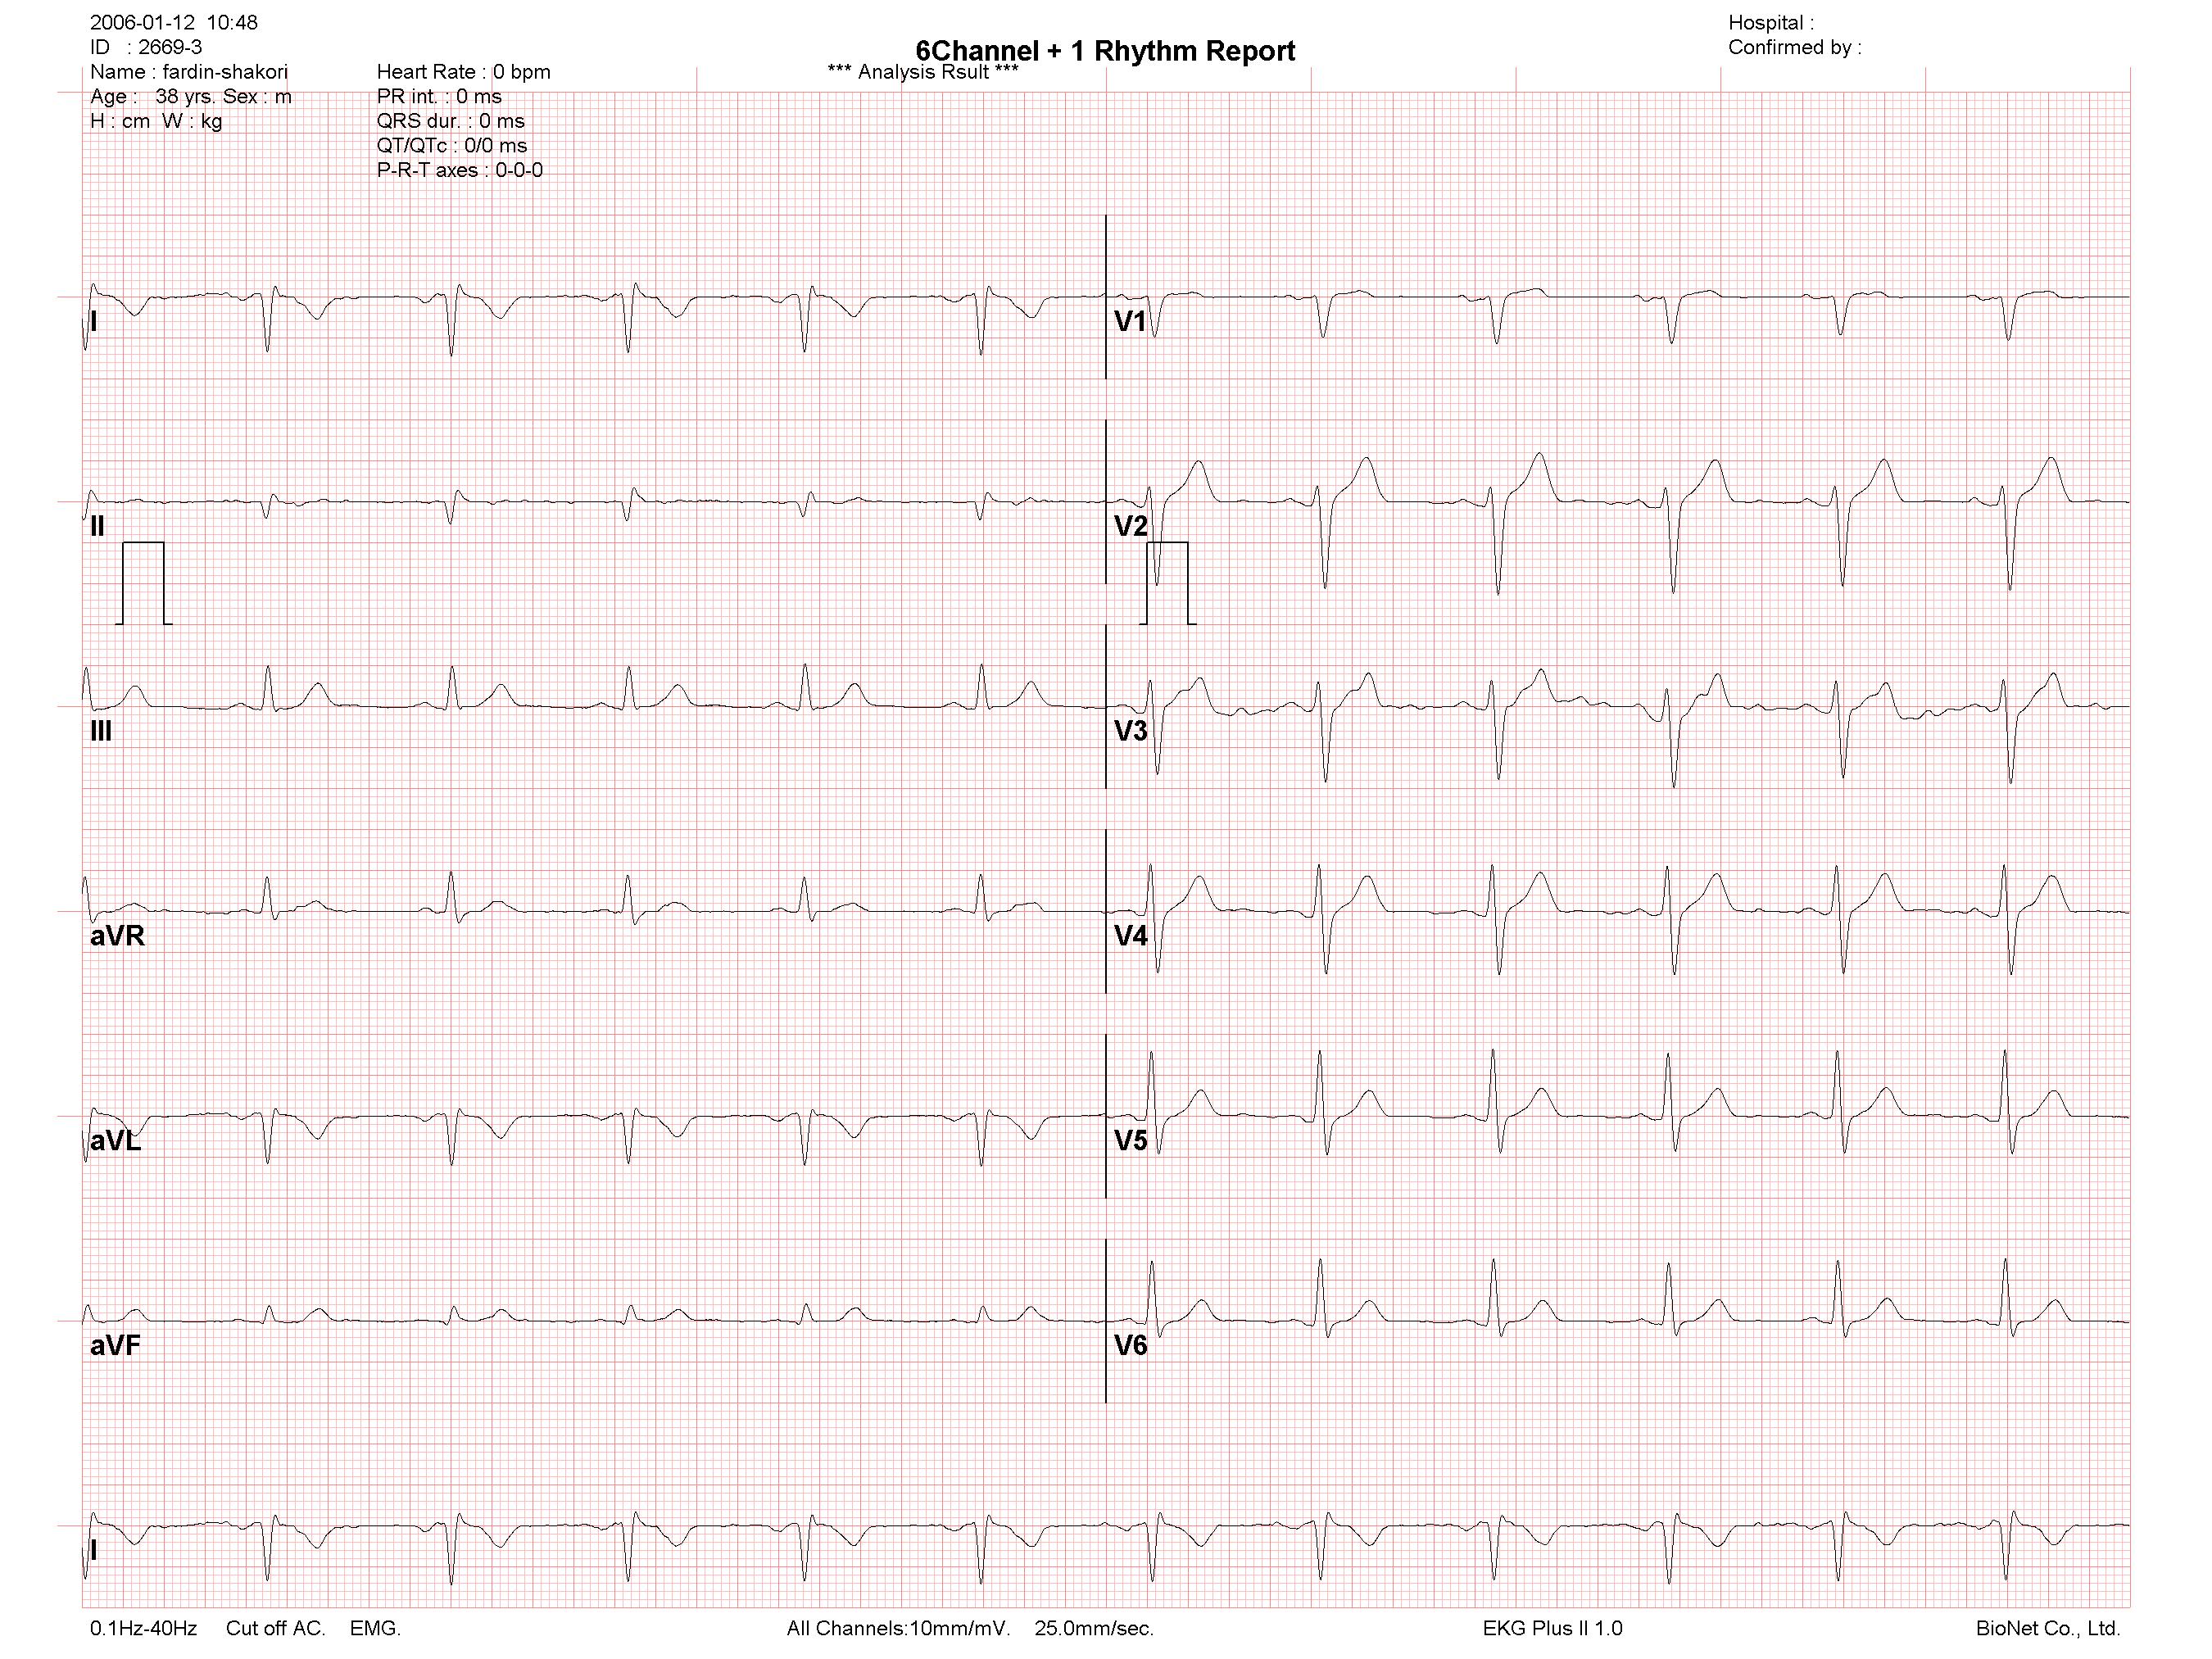 2006-01-12 10:48
ID : 2669-3
Name : fardin-shakori
Age : 38 yrs. Sex : m
H : cm W : kg
Heart Rate : 0 bpm
PR int. : 0 ms
QRS dur. : 0 ms
QT/QTc : 0/0 ms
P-R-T axes : 0-0-0
6Channel + 1 Rhythm Report
*** Analysis Rsult ***
Hospital :
Confirmed by :
I
V1
II
V2
III
V3
aVR
V4
aVL
V5
aVF
V6
I
0.1Hz-40Hz Cut off AC. EMG. All Channels:10mm/mV. 25.0mm/sec. EKG Plus II 1.0 BioNet Co., Ltd.